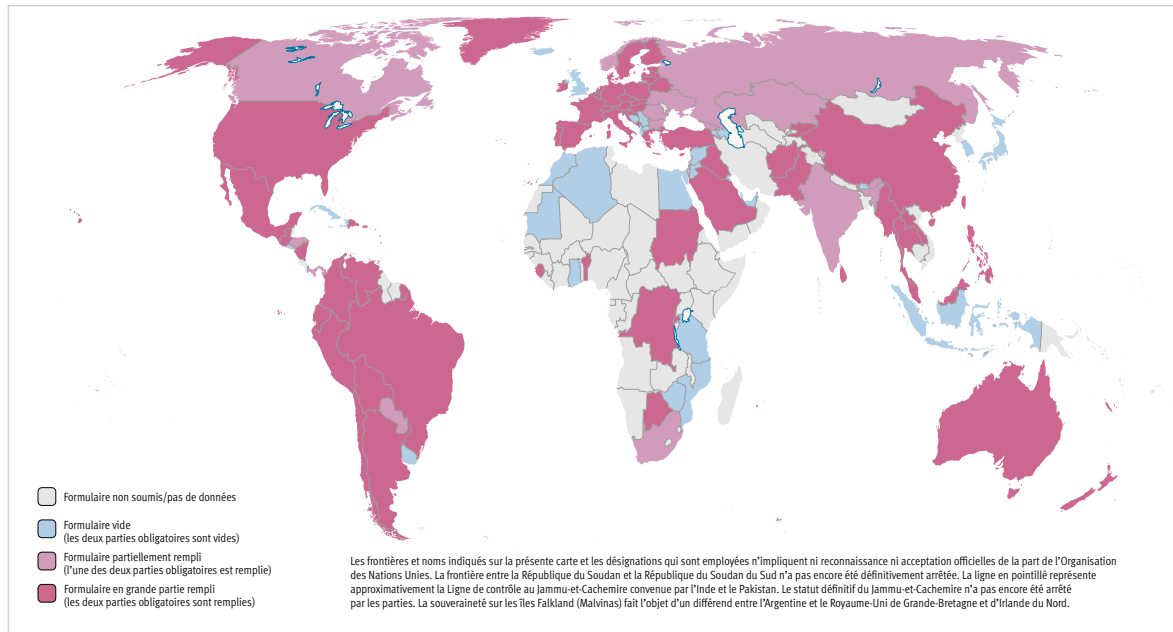 Formulaire non soumis/pas de données
Formulaire vide
(les deux parties obligatoires sont vides)
Formulaire partiellement rempli
(l’une des deux parties obligatoires est remplie)
Formulaire en grande partie rempli
(les deux parties obligatoires sont remplies)
Les frontières et noms indiqués sur la présente carte et les désignations qui sont employées n’impliquent ni reconnaissance ni acceptation officielles de la part de l’Organisation
des Nations Unies. La frontière entre la République du Soudan et la République du Soudan du Sud n’a pas encore été définitivement arrêtée. La ligne en pointillé représente
approximativement la Ligne de contrôle au Jammu-et-Cachemire convenue par l’Inde et le Pakistan. Le statut définitif du Jammu-et-Cachemire n’a pas encore été arrêté
par les parties. La souveraineté sur les îles Falkland (Malvinas) fait l’objet d’un différend entre l’Argentine et le Royaume-Uni de Grande-Bretagne et d’Irlande du Nord.